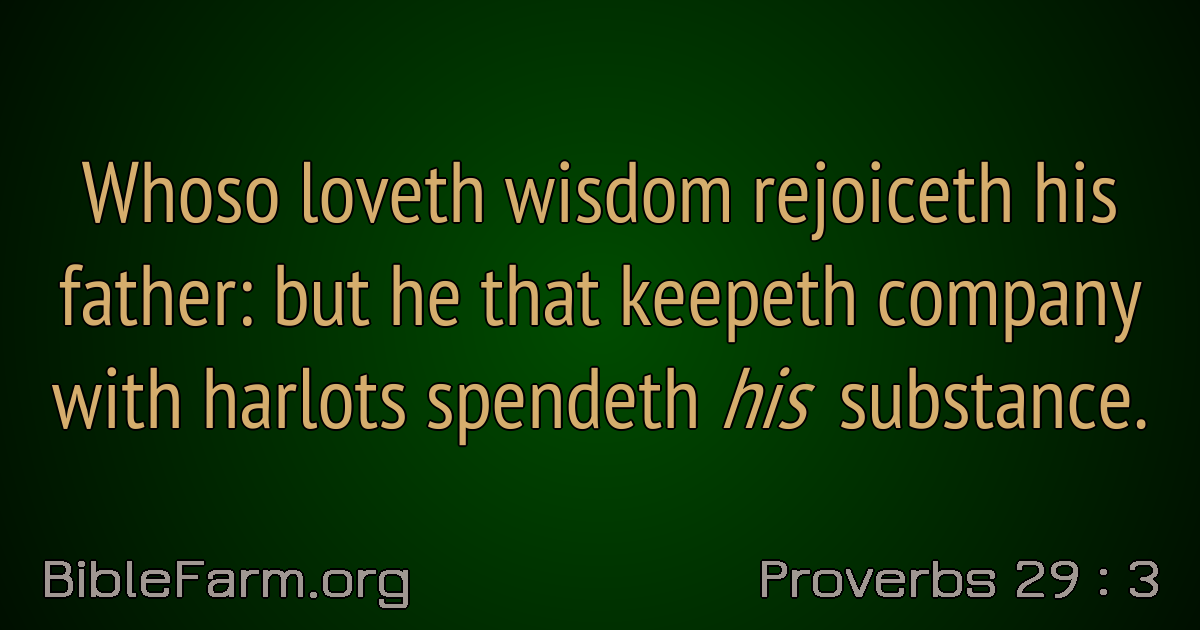 Whoso loveth wisdom rejoiceth his
father: but he that keepeth company
with harlots spendeth his substance.
BibleFarm.org
Proverbs 29 : 3